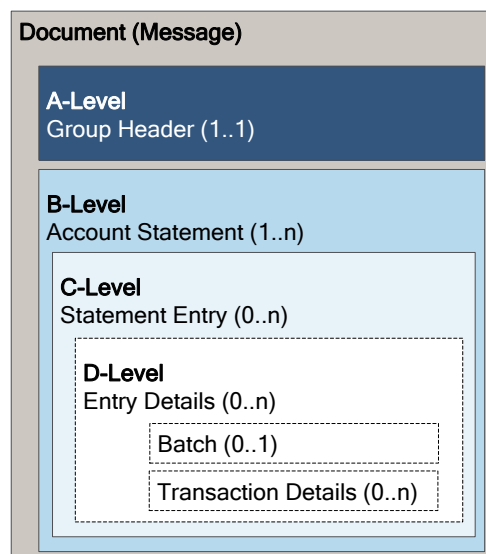 Document (Message)
A-Level
Group Header (1..1)
B-Level
Account Statement (1..n)
C-Level
Statement Entry (0..n)
D-Level
Entry Details (0..n)
Batch (0..1)
Transaction Details (0..n)